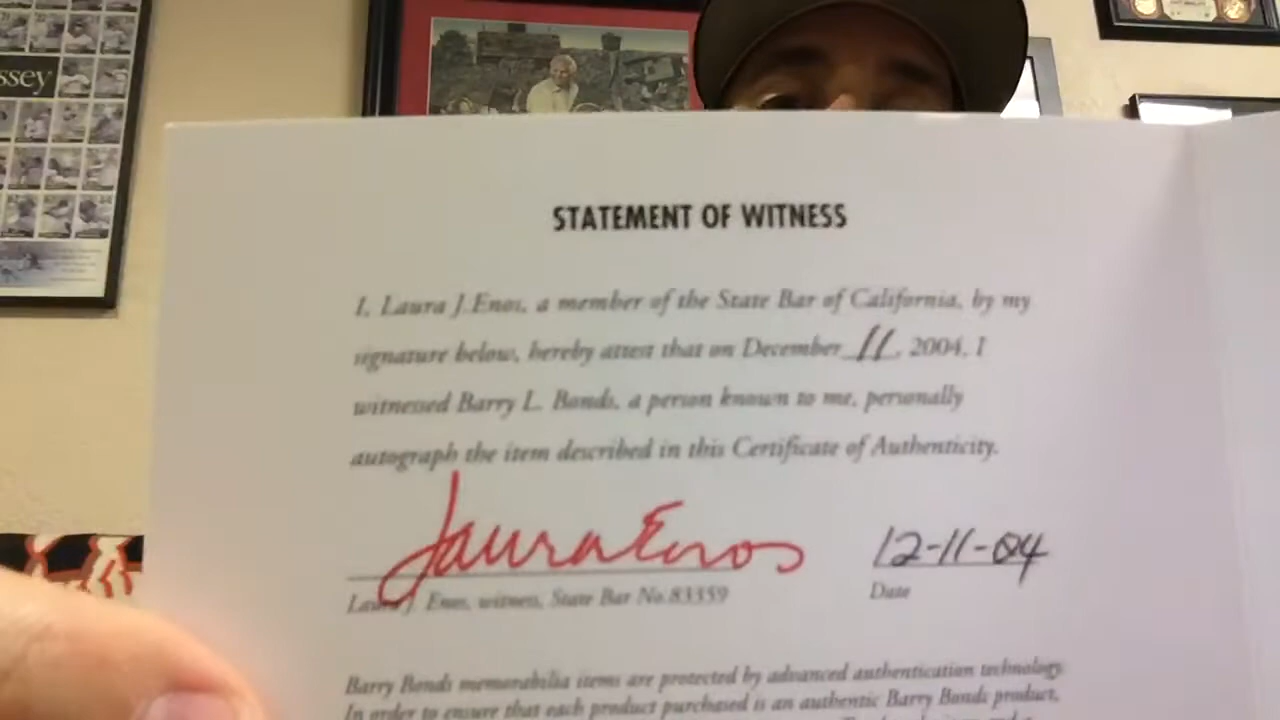 ssey
STATEMENT OF WITNESS
I, Laura J. Enos, a member of the State Bar of California, by my
signature below, hereby attest that on December 11, 2004, I
witnessed Barry L. Bonds, a person known to me, personally
autograph the item described in this Certificate of Authenticity.
Laura Enos
12-11-04
Laura J. Enos, witness, State Bar No.83359
Date
Barry Bonds memorabilia items are protected by advanced authentication technology.
In order to ensure that each product purchased is an authentic Barry Bonds product,